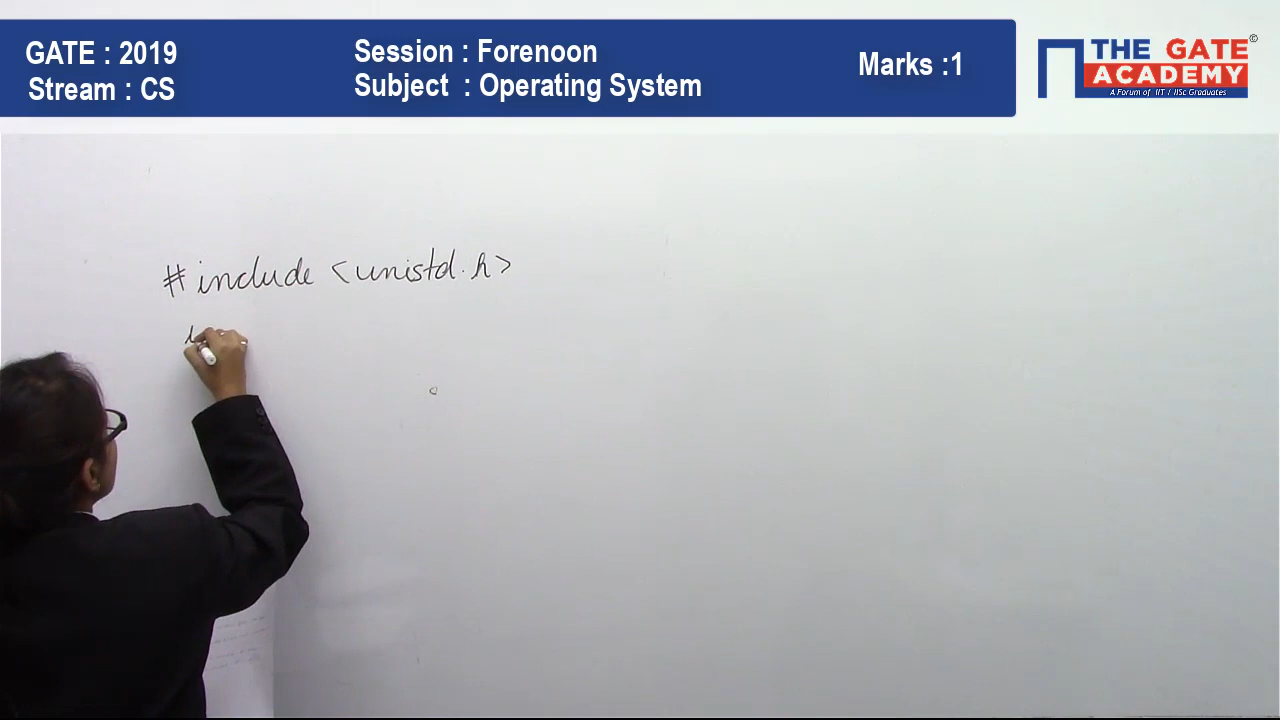 GATE : 2019
Stream : CS
Session : Forenoon
Subject : Operating System
Marks :1
THE GATE
ACADEMY
©
A Forum of IIT / IISc Graduates
#include <unistd.h>